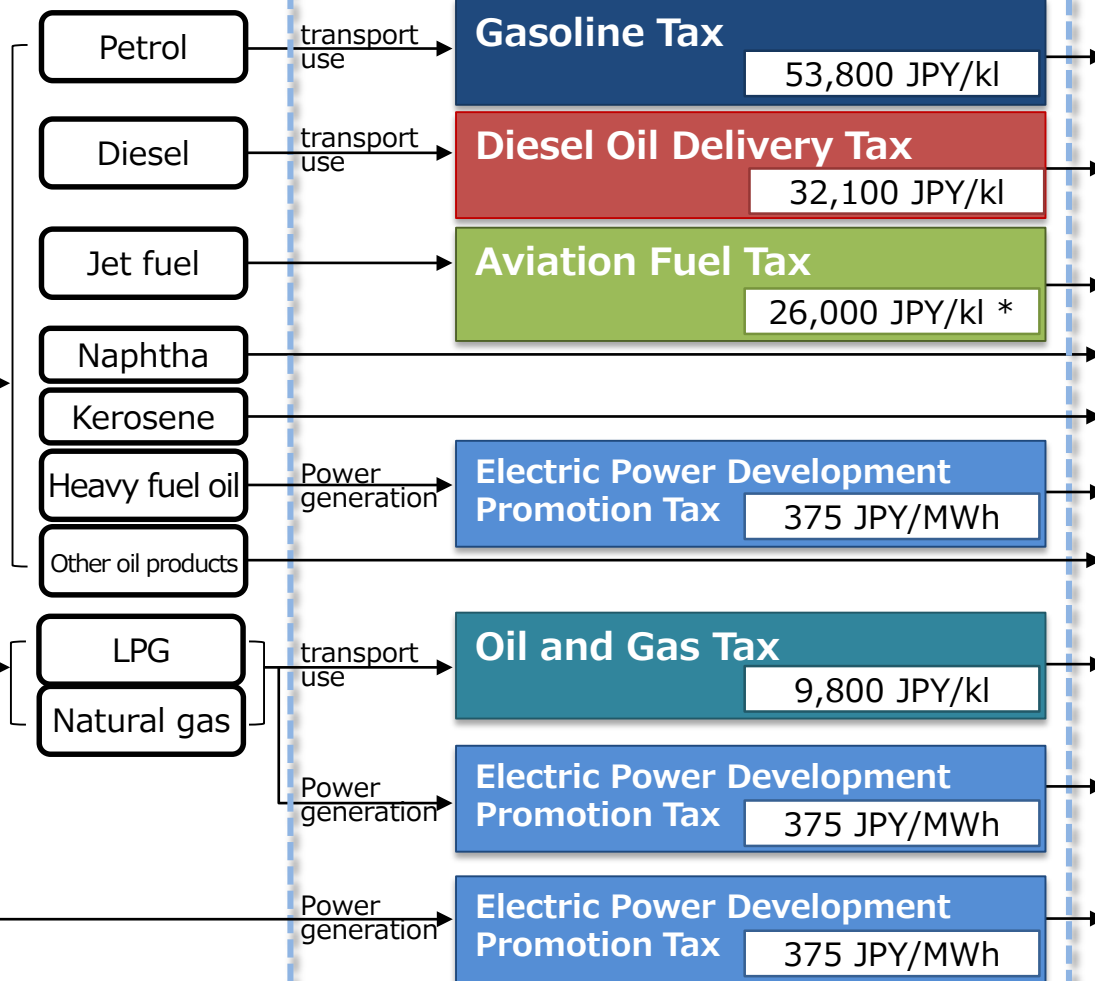 Petrol
transport
use
Gasoline Tax
53,800 JPY/kl
Diesel
transport
use
Diesel Oil Delivery Tax
32,100 JPY/kl
Jet fuel
Aviation Fuel Tax
26,000 JPY/kl *
Naphtha
Kerosene
Heavy fuel oil
Power
generation
Electric Power Development
Promotion Tax
375 JPY/MWh
Other oil products
LPG
Natural gas
transport
use
Oil and Gas Tax
9,800 JPY/kl
Power
generation
Electric Power Development
Promotion Tax
375 JPY/MWh
Power
generation
Electric Power Development
Promotion Tax
375 JPY/MWh